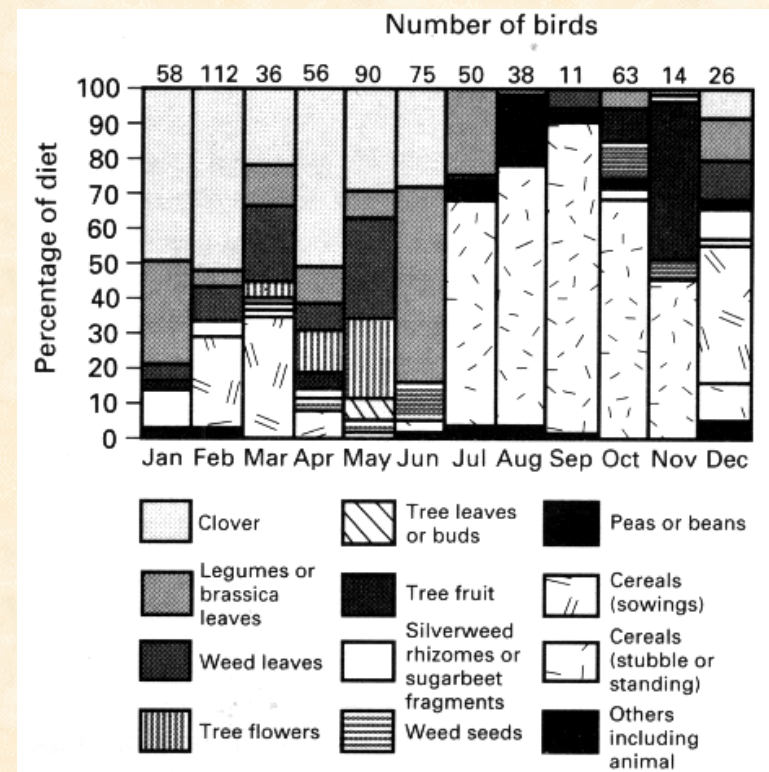 Number of birds
58 112 36 56 90 75 50 38 11 63 14 26
Percentage of diet
100
90
80
70
60
50
40
30
20
10
0
Jan Feb Mar Apr May Jun Jul Aug Sep Oct Nov Dec
Clover
Legumes or
brassica
leaves
Weed leaves
Tree flowers
Tree leaves
or buds
Tree fruit
Silverweed
rhizomes or
sugarbeet
fragments
Weed seeds
Peas or beans
Cereals
(sowings)
Cereals
(stubble or
standing)
Others
including
animal